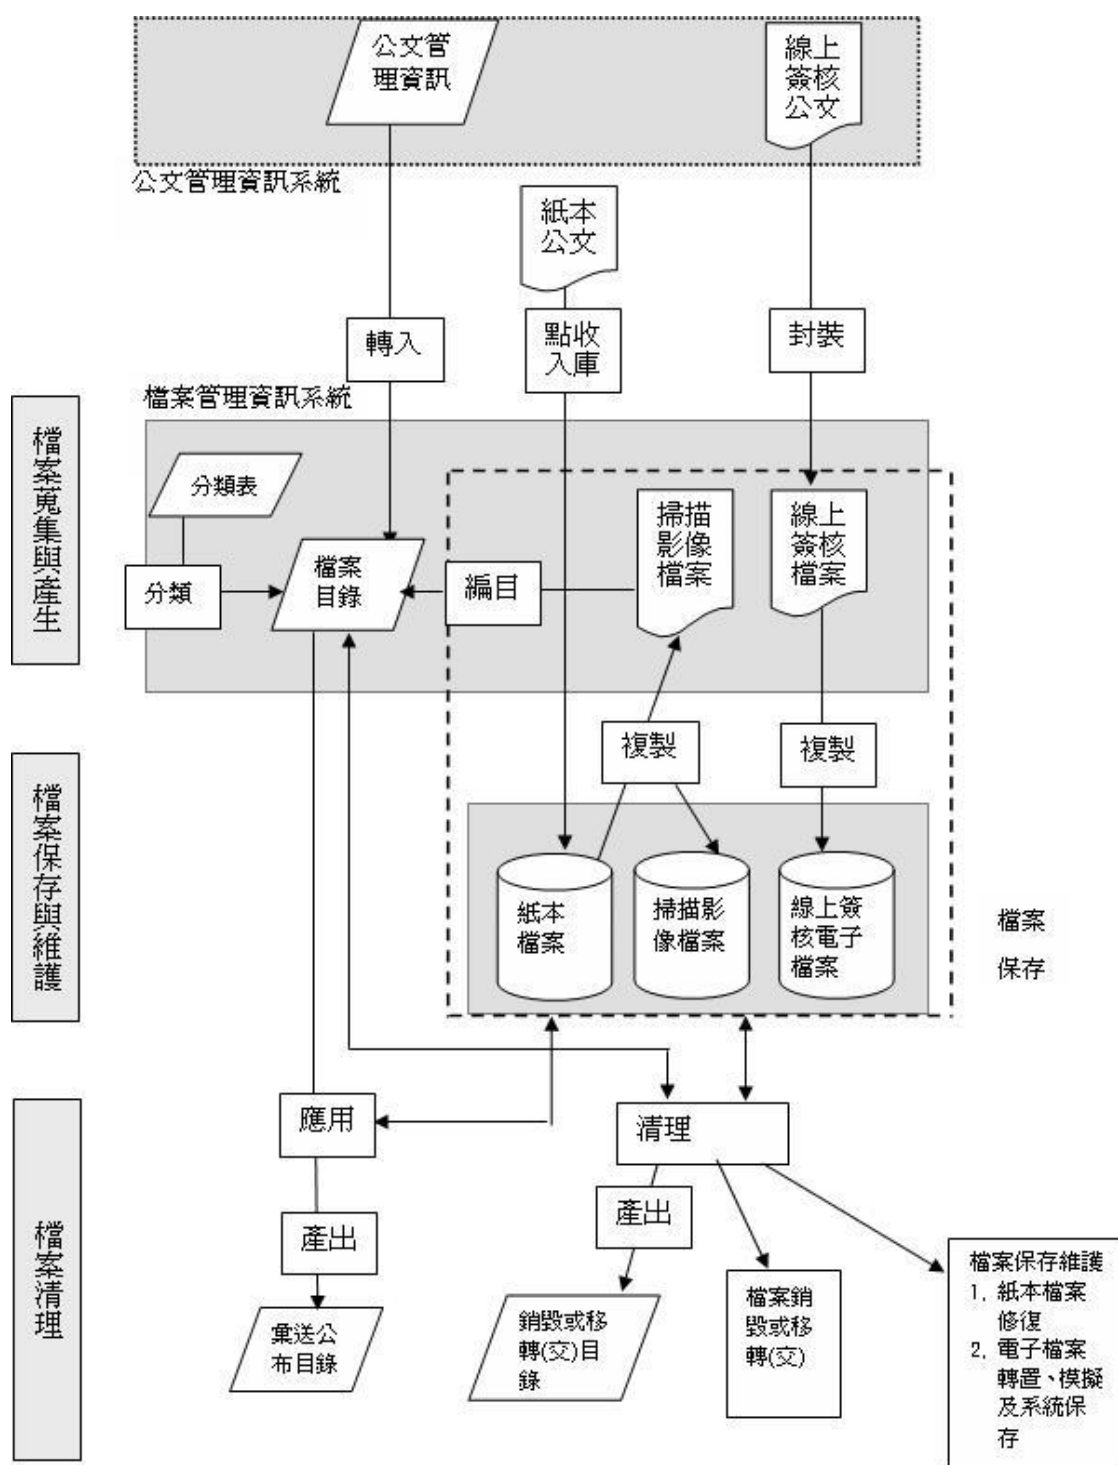 公文管
理資訊
線上
簽核
公文
公文管理資訊系統
紙本
公文
轉入
點收
入庫
封裝
檔案管理資訊系統
檔案蒐集與產生
分類表
分類
檔案
目錄
編目
掃描
影像
檔案
線上
簽核
檔案
複製
複製
檔案保存與維護
紙本
檔案
掃描影
像檔案
線上簽
核電子
檔案
檔案
保存
檔案清理
應用
清理
產出
產出
彙送公
布目錄
銷毀或移
轉(交)目
錄
檔案銷
毀或移
轉(交)
檔案保存維護
1. 紙本檔案
修復
2. 電子檔案
轉置、模擬
及系統保
存